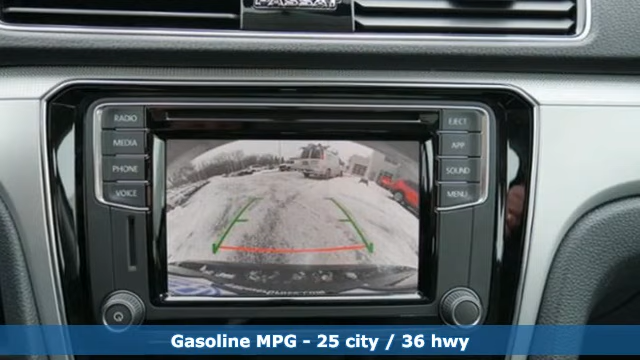 RADIO
EJECT
MEDIA
APP
PHONE
SOUND
VOICE
MENU
Gasoline MPG - 25 city / 36 hwy